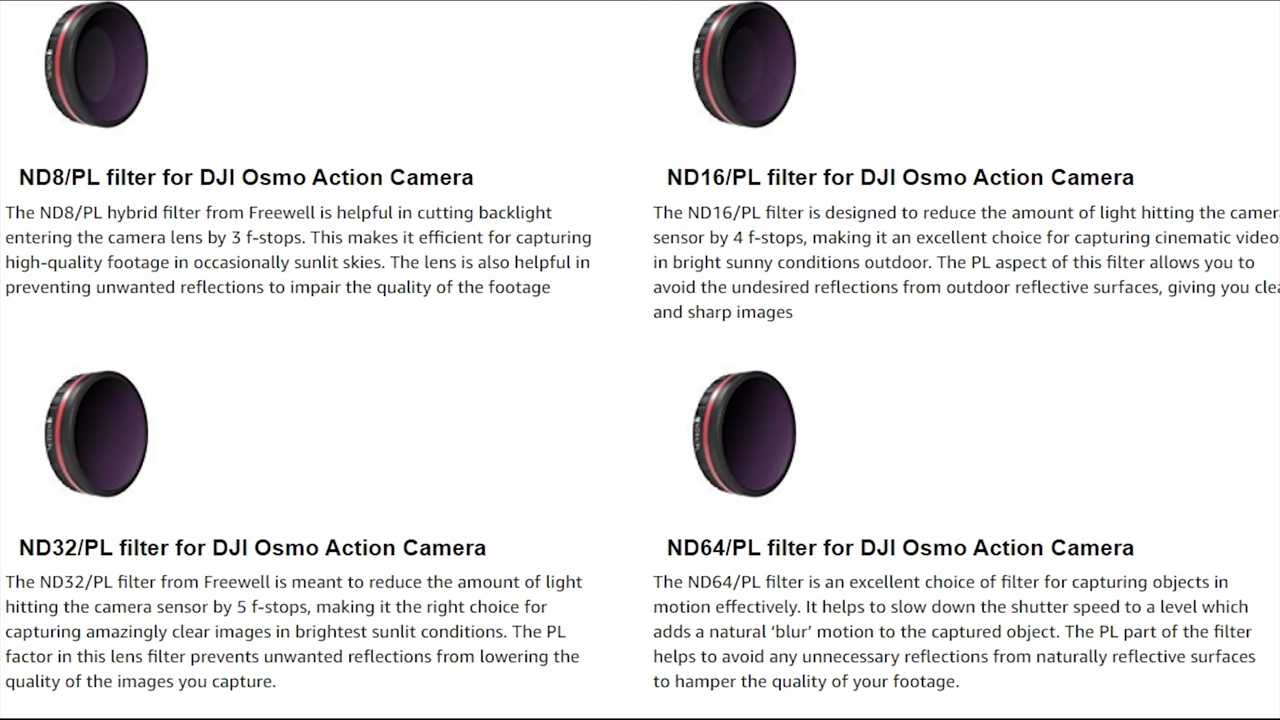 ND8/PL filter for DJI Osmo Action Camera
The ND8/PL hybrid filter from Freewell is helpful in cutting backlight
entering the camera lens by 3 f-stops. This makes it efficient for capturing
high-quality footage in occasionally sunlit skies. The lens is also helpful in
preventing unwanted reflections to impair the quality of the footage
ND16/PL filter for DJI Osmo Action Camera
The ND16/PL filter is designed to reduce the amount of light hitting the camer
sensor by 4 f-stops, making it an excellent choice for capturing cinematic video
in bright sunny conditions outdoor. The PL aspect of this filter allows you to
avoid the undesired reflections from outdoor reflective surfaces, giving you clea
and sharp images
ND32/PL filter for DJI Osmo Action Camera
The ND32/PL filter from Freewell is meant to reduce the amount of light
hitting the camera sensor by 5 f-stops, making it the right choice for
capturing amazingly clear images in brightest sunlit conditions. The PL
factor in this lens filter prevents unwanted reflections from lowering the
quality of the images you capture.
ND64/PL filter for DJI Osmo Action Camera
The ND64/PL filter is an excellent choice of filter for capturing objects in
motion effectively. It helps to slow down the shutter speed to a level which
adds a natural ‘blur’ motion to the captured object. The PL part of the filter
helps to avoid any unnecessary reflections from naturally reflective surfaces
to hamper the quality of your footage.